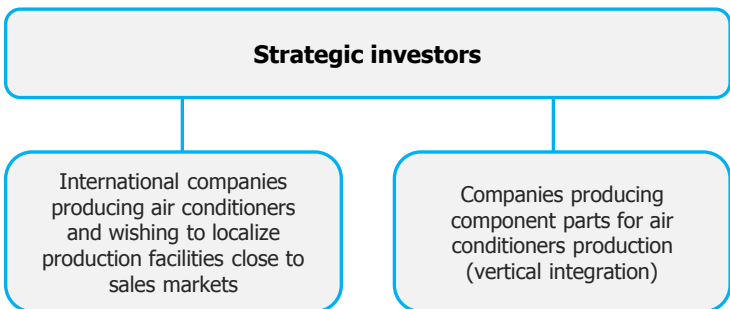 Strategic investors
International companies
producing air conditioners
and wishing to localize
production facilities close to
sales markets
Companies producing
component parts for air
conditioners production
(vertical integration)